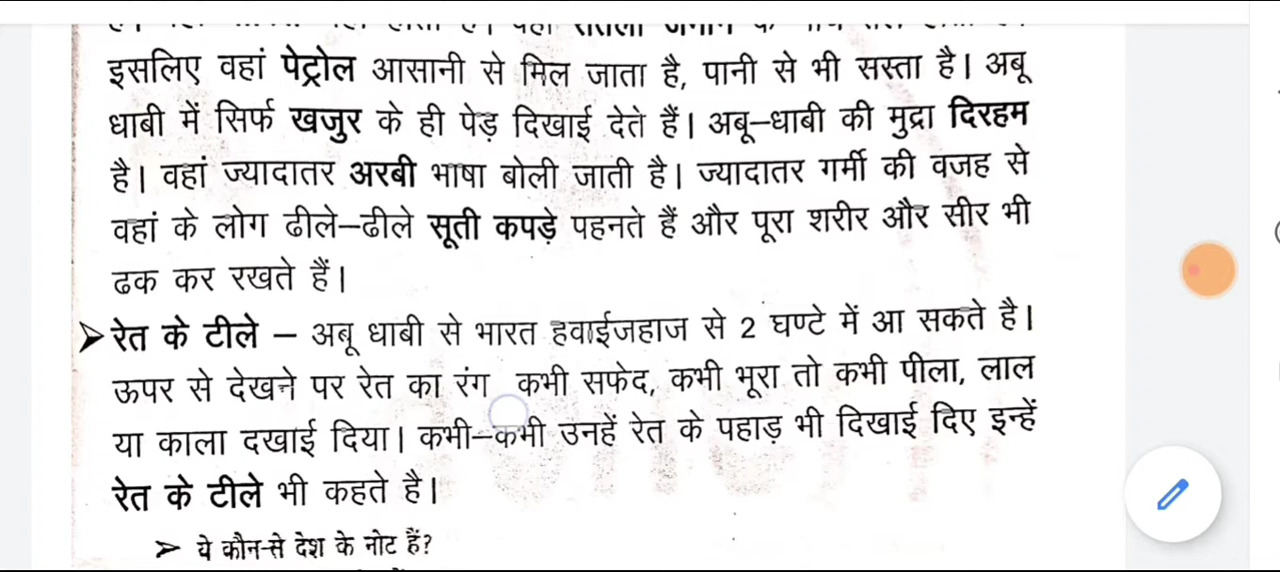 इसलिए वहां पेट्रोल आसानी से मिल जाता है, पानी से भी सस्ता है। अबू
धाबी में सिर्फ खजुर के ही पेड़ दिखाई देते हैं। अबू–धाबी की मुद्रा दिरहम
है। वहां ज्यादातर अरबी भाषा बोली जाती है। ज्यादातर गर्मी की वजह से
वहां के लोग ढीले–ढीले सूती कपड़े पहनते हैं और पूरा शरीर और सीर भी
ढक कर रखते हैं।
➢ रेत के टीले – अबू धाबी से भारत हवाईजहाज से 2 घण्टे में आ सकते है।
ऊपर से देखने पर रेत का रंग कभी सफेद, कभी भूरा तो कभी पीला, लाल
या काला दखाई दिया। कभी–कभी उनहें रेत के पहाड़ भी दिखाई दिए इन्हें
रेत के टीले भी कहते है।
➢ ये कौन-से देश के नोट हैं?